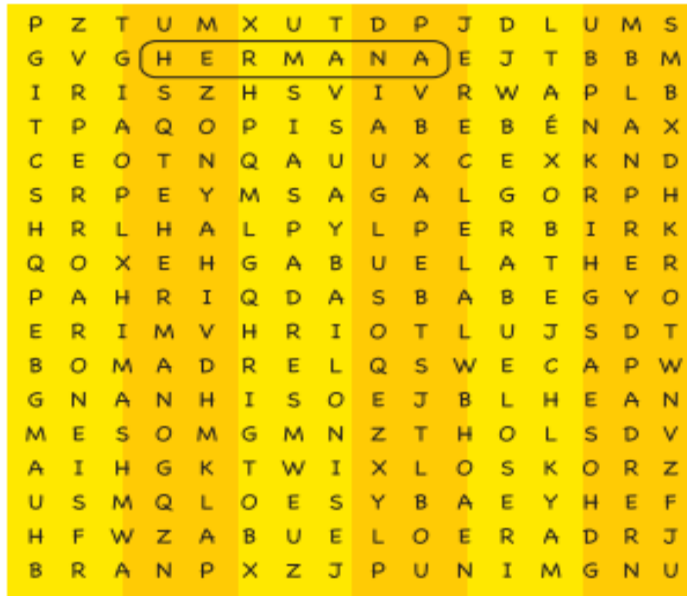 P Z T U M X U T D P J D L U M S
G V G H E R M A N A E J T B B M
I R I S Z H S V I V R W A P L B
T P A Q O P I S A B E B É N A X
C E O T N Q A U U X C E X K N D
S R P E Y M S A G A L G O R P H
H R L H A L P Y L P E R B I R K
Q O X E H G A B U E L A T H E R
P A H R I Q D A S B A B E G Y O
E R I M V H R I O T L U J S D T
B O M A D R E L Q S W E C A P W
G N A N H I S O E J B L H E A N
M E S O M G M N Z T H O L S D V
A I H G K T W I X L O S K O R Z
U S M Q L O E S Y B A E Y H E F
H F W Z A B U E L O E R A D R J
B R A N P X Z J P U N I M G N U